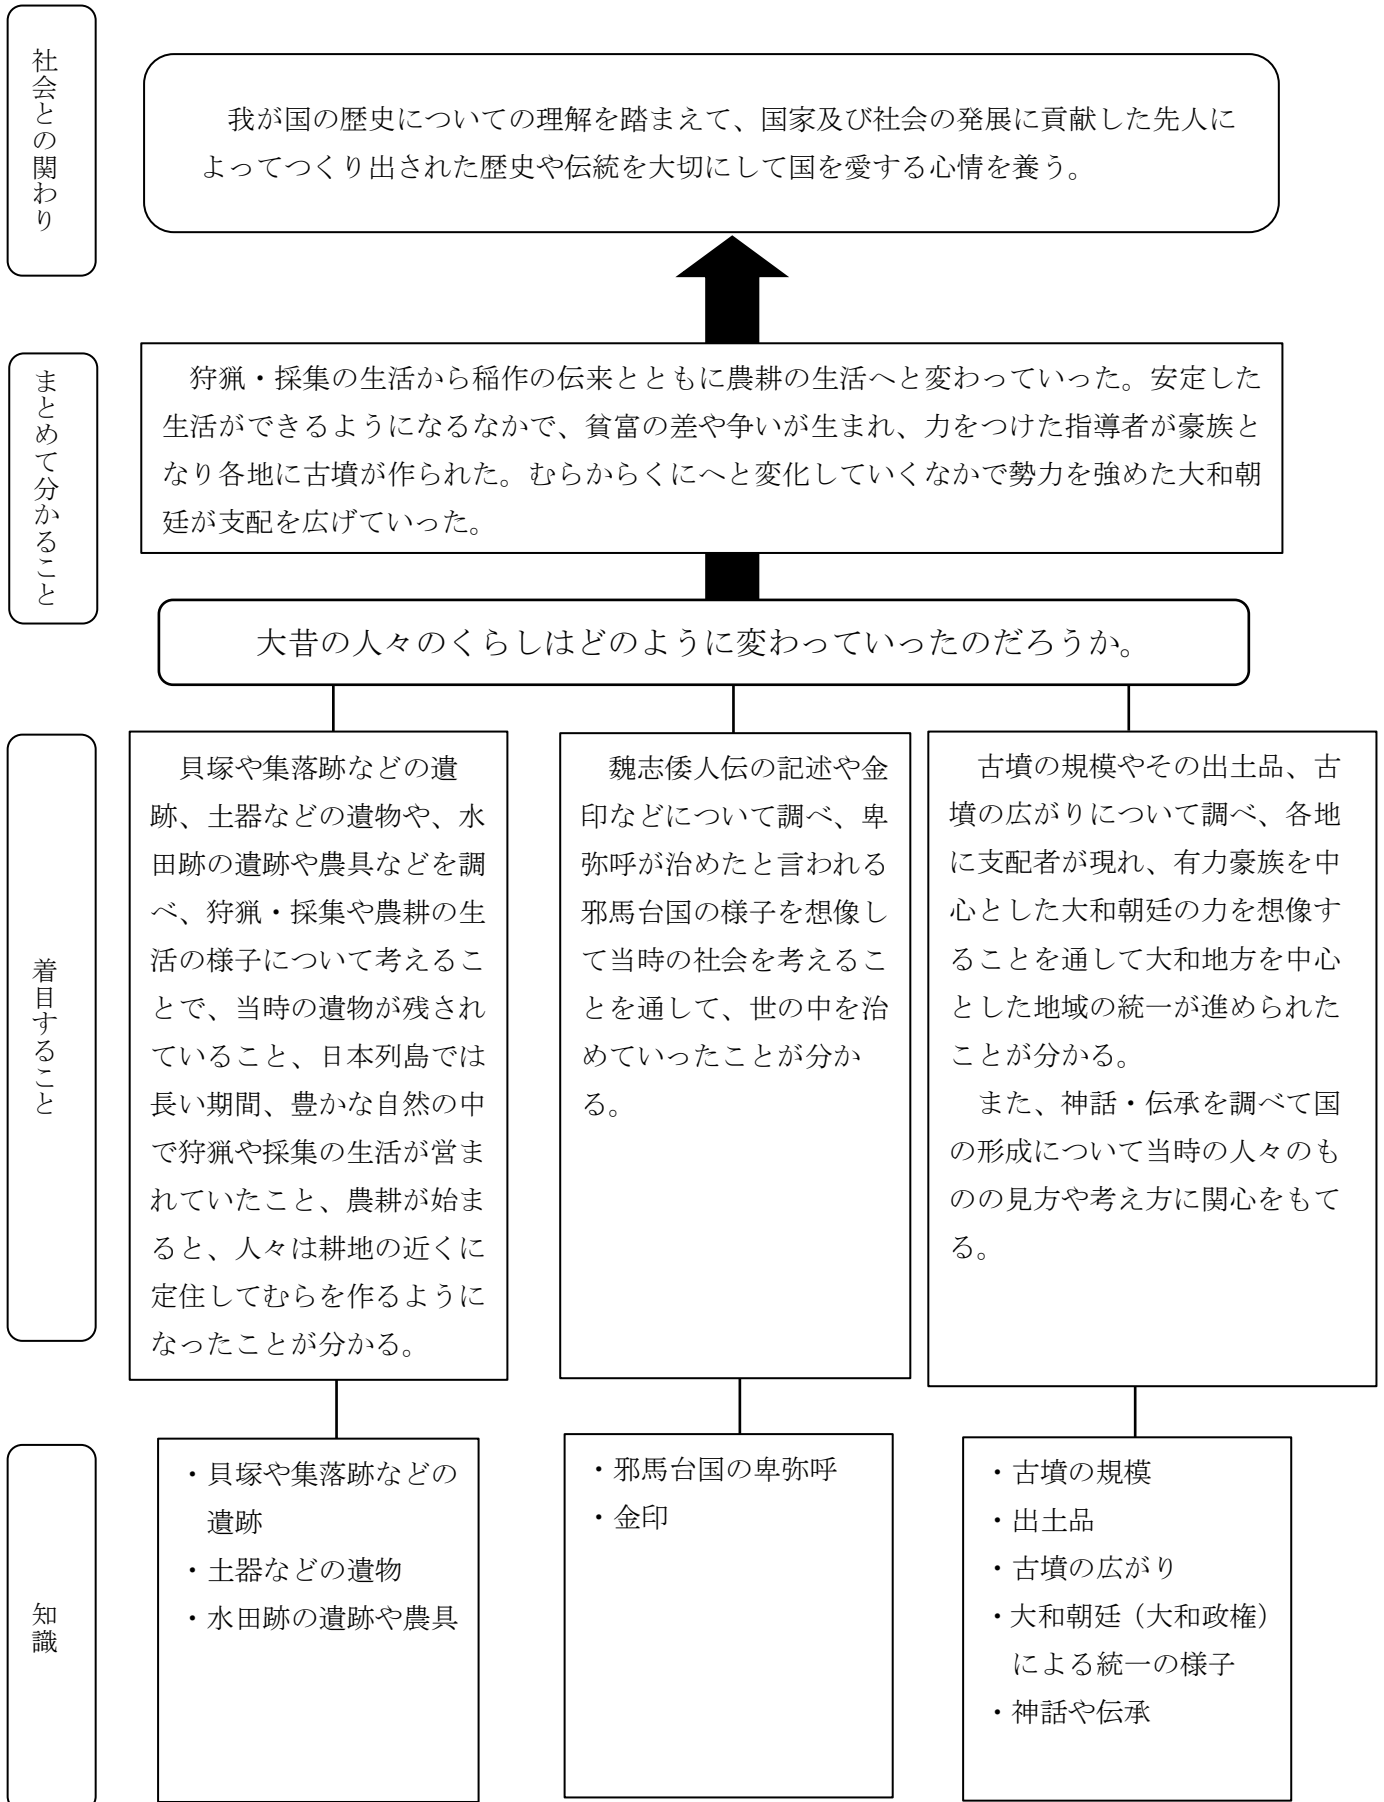 社会との関わり
我が国の歴史についての理解を踏まえて、国家及び社会の発展に貢献した先人に
よってつくり出された歴史や伝統を大切にして国を愛する心情を養う。
まとめて分かること
狩猟・採集の生活から稲作の伝来とともに農耕の生活へと変わっていった。安定した
生活ができるようになるなかで、貧富の差や争いが生まれ、力をつけた指導者が豪族と
なり各地に古墳が作られた。むらからくにへと変化していくなかで勢力を強めた大和朝
廷が支配を広げていった。
大昔の人々のくらしはどのように変わっていったのだろうか。
着目すること
貝塚や集落跡などの遺
跡、土器などの遺物や、水
田跡の遺跡や農具などを調
べ、狩猟・採集や農耕の生
活の様子について考えるこ
とで、当時の遺物が残され
ていること、日本列島では
長い期間、豊かな自然の中
で狩猟や採集の生活が営ま
れていたこと、農耕が始ま
ると、人々は耕地の近くに
定住してむらを作るように
なったことが分かる。
魏志倭人伝の記述や金
印などについて調べ、卑
弥呼が治めたと言われる
邪馬台国の様子を想像し
て当時の社会を考えるこ
とを通して、世の中を治
めていったことが分か
る。
古墳の規模やその出土品、古
墳の広がりについて調べ、各地
に支配者が現れ、有力豪族を中
心とした大和朝廷の力を想像す
ることを通して大和地方を中心
とした地域の統一が進められた
ことが分かる。
また、神話・伝承を調べて国
の形成について当時の人々のも
のの見方や考え方に関心をもて
る。
知識
・貝塚や集落跡などの
遺跡
・土器などの遺物
・水田跡の遺跡や農具
・邪馬台国の卑弥呼
・金印
・古墳の規模
・出土品
・古墳の広がり
・大和朝廷（大和政権）
による統一の様子
・神話や伝承